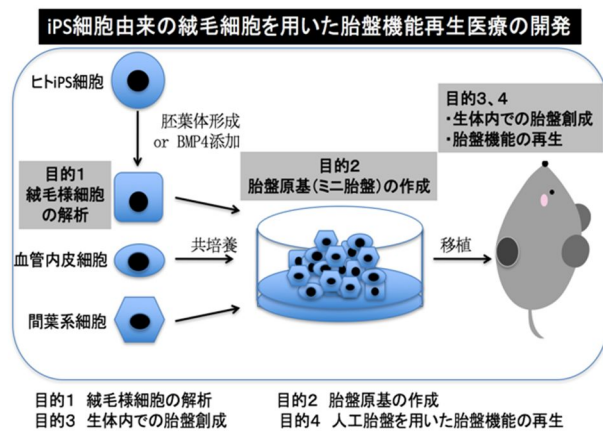 iPS細胞由来の絨毛細胞を用いた胎盤機能再生医療の開発
ヒトiPS細胞
胚葉体形成
or BMP4添加
目的1
絨毛様細胞
の解析
血管内皮細胞
間葉系細胞
共培養
目的2
胎盤原基(ミニ胎盤)の作成
移植
目的3、4
・生体内での胎盤創成
・胎盤機能の再生
目的1 絨毛様細胞の解析
目的2 胎盤原基の作成
目的3 生体内での胎盤創成
目的4 人工胎盤を用いた胎盤機能の再生